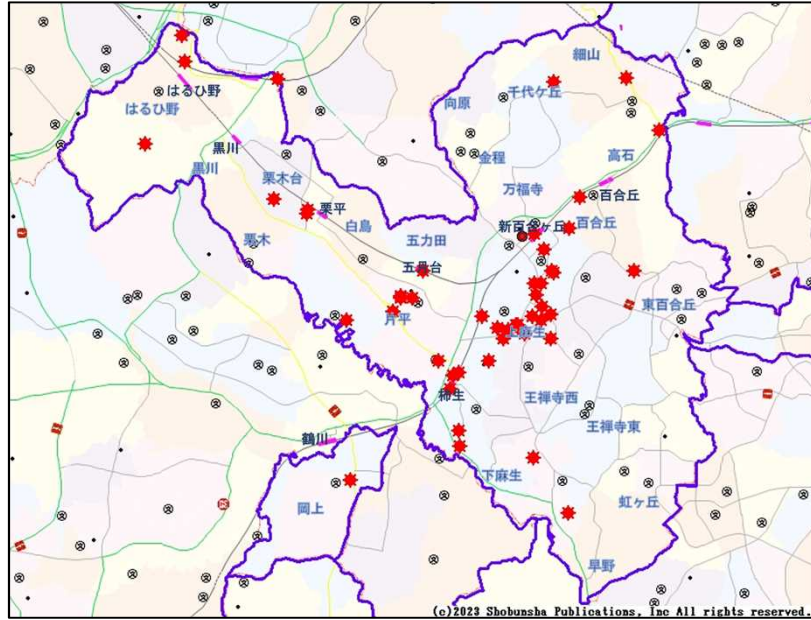 細山
千代ケ丘
向原
はるひ野
はるひ野
高石
黒川
金程
黒川
栗木台
万福寺
百合丘
栗平
白鳥
新百合ヶ丘
百合丘
栗木
五力田
五月台
東百合丘
片平
上麻生
柿生
王禅寺西
王禅寺東
鶴川
下麻生
虹ヶ丘
岡上
早野
(c)2023 Shobunsha Publications, Inc All rights reserved.